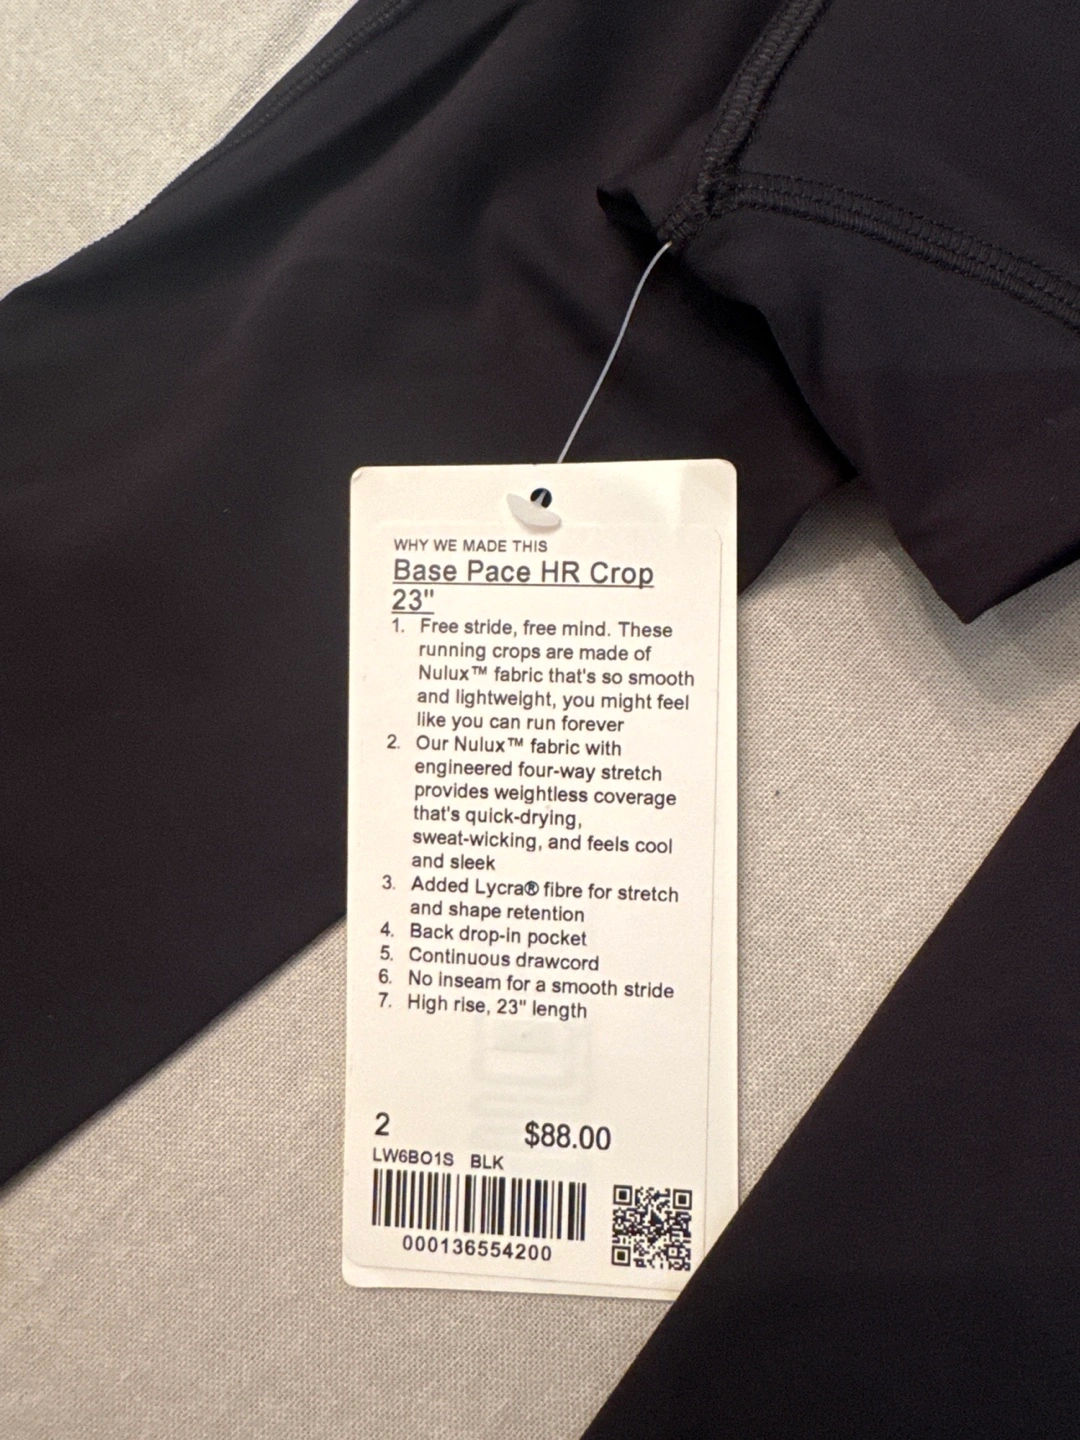 WHY WE MADE THIS
Base Pace HR Crop
23"
1. Free stride, free mind. These
running crops are made of
Nulux™ fabric that's so smooth
and lightweight, you might feel
like you can run forever
2. Our Nulux™ fabric with
engineered four-way stretch
provides weightless coverage
that's quick-drying,
sweat-wicking, and feels cool
and sleek
3. Added Lycra® fibre for stretch
and shape retention
4. Back drop-in pocket
5. Continuous drawcord
6. No inseam for a smooth stride
7. High rise, 23" length
2 $88.00
LW6BO1S BLK
000136554200